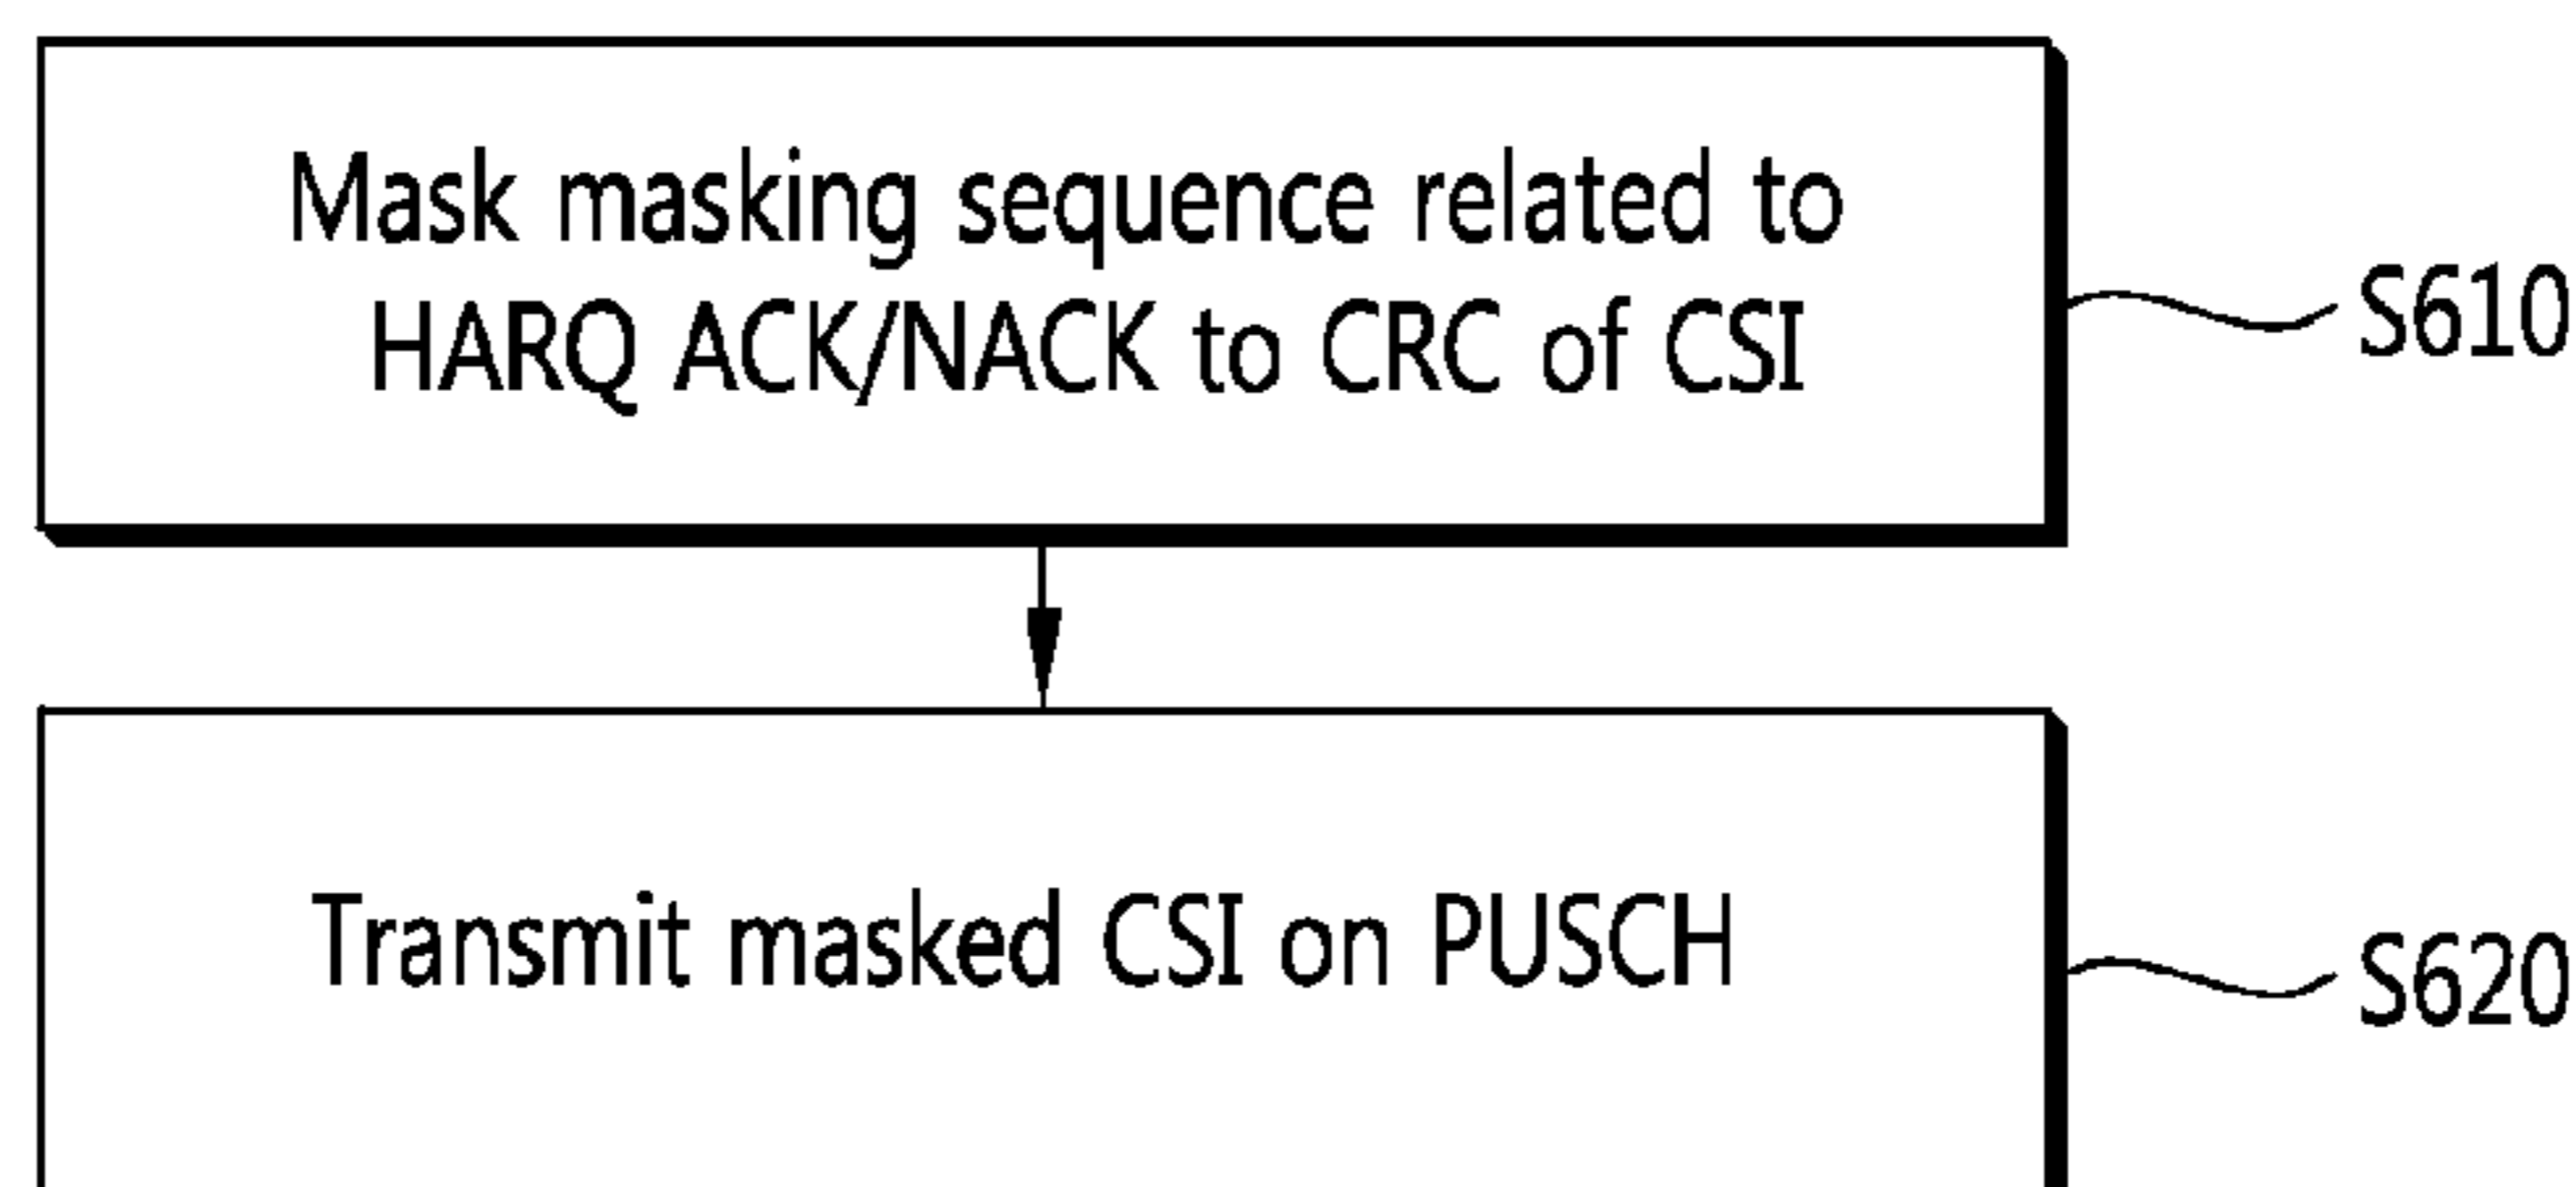 Mask masking sequence related to
HARQ ACK/NACK to CRC of CSI
S610
Transmit masked CSI on PUSCH
S620